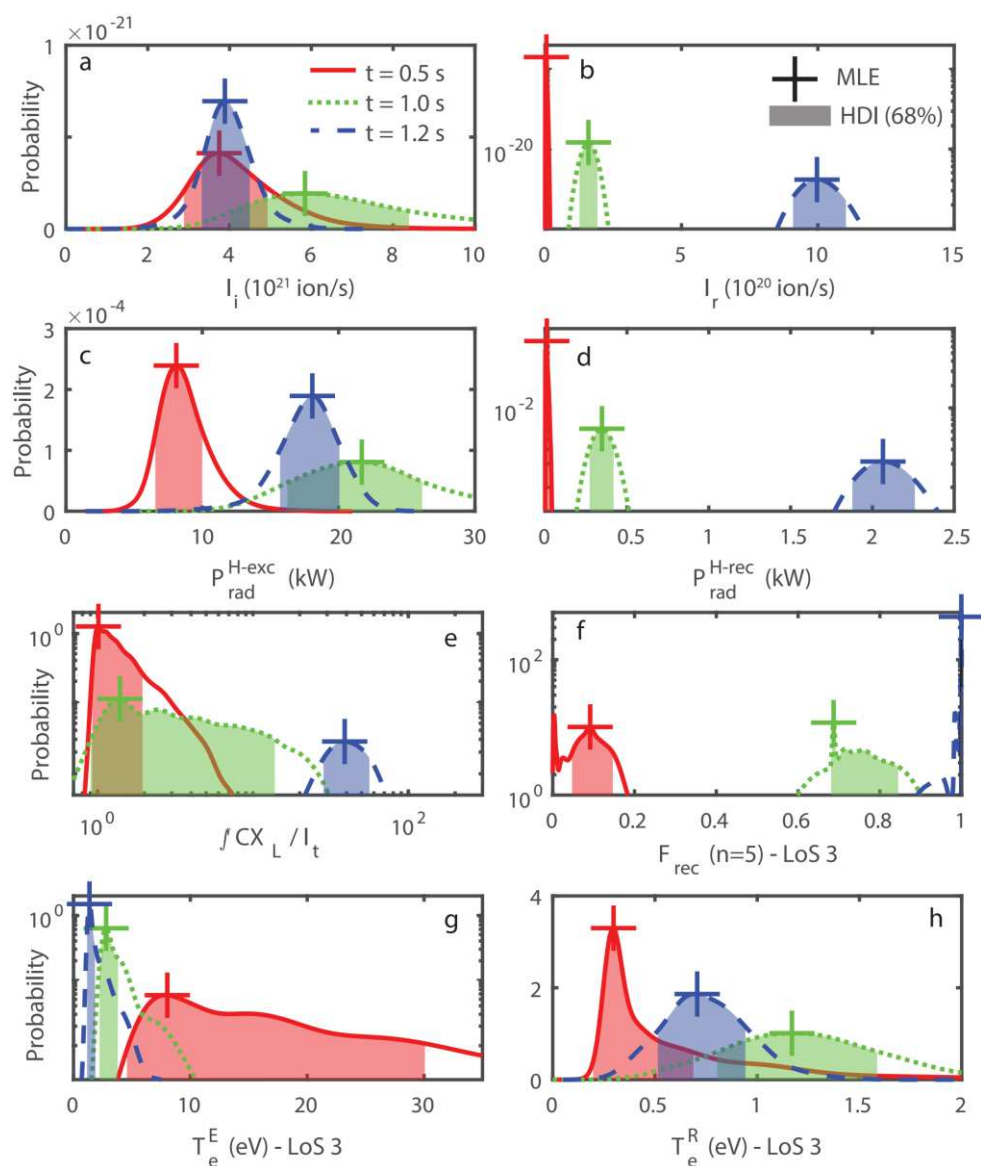 ×10⁻²¹
1
0
Probability
a
t = 0.5 s
t = 1.0 s
t = 1.2 s
0 2 4 6 8 10
I_i (10²¹ ion/s)
b
MLE
HDI (68%)
10⁻²⁰
0 5 10 15
I_r (10²⁰ ion/s)
×10⁻⁴
3
2
1
0
Probability
c
0 10 20 30
P_rad^H-exc (kW)
d
10⁻²
0 0.5 1 1.5 2 2.5
P_rad^H-rec (kW)
10⁰
Probability
e
10⁰ 10²
∫CX_L / I_t
f
10²
10⁰
0 0.2 0.4 0.6 0.8 1
F_rec (n=5) - LoS 3
10⁰
Probability
g
0 10 20 30
T_e^E (eV) - LoS 3
h
4
2
0
0 0.5 1 1.5 2
T_e^R (eV) - LoS 3